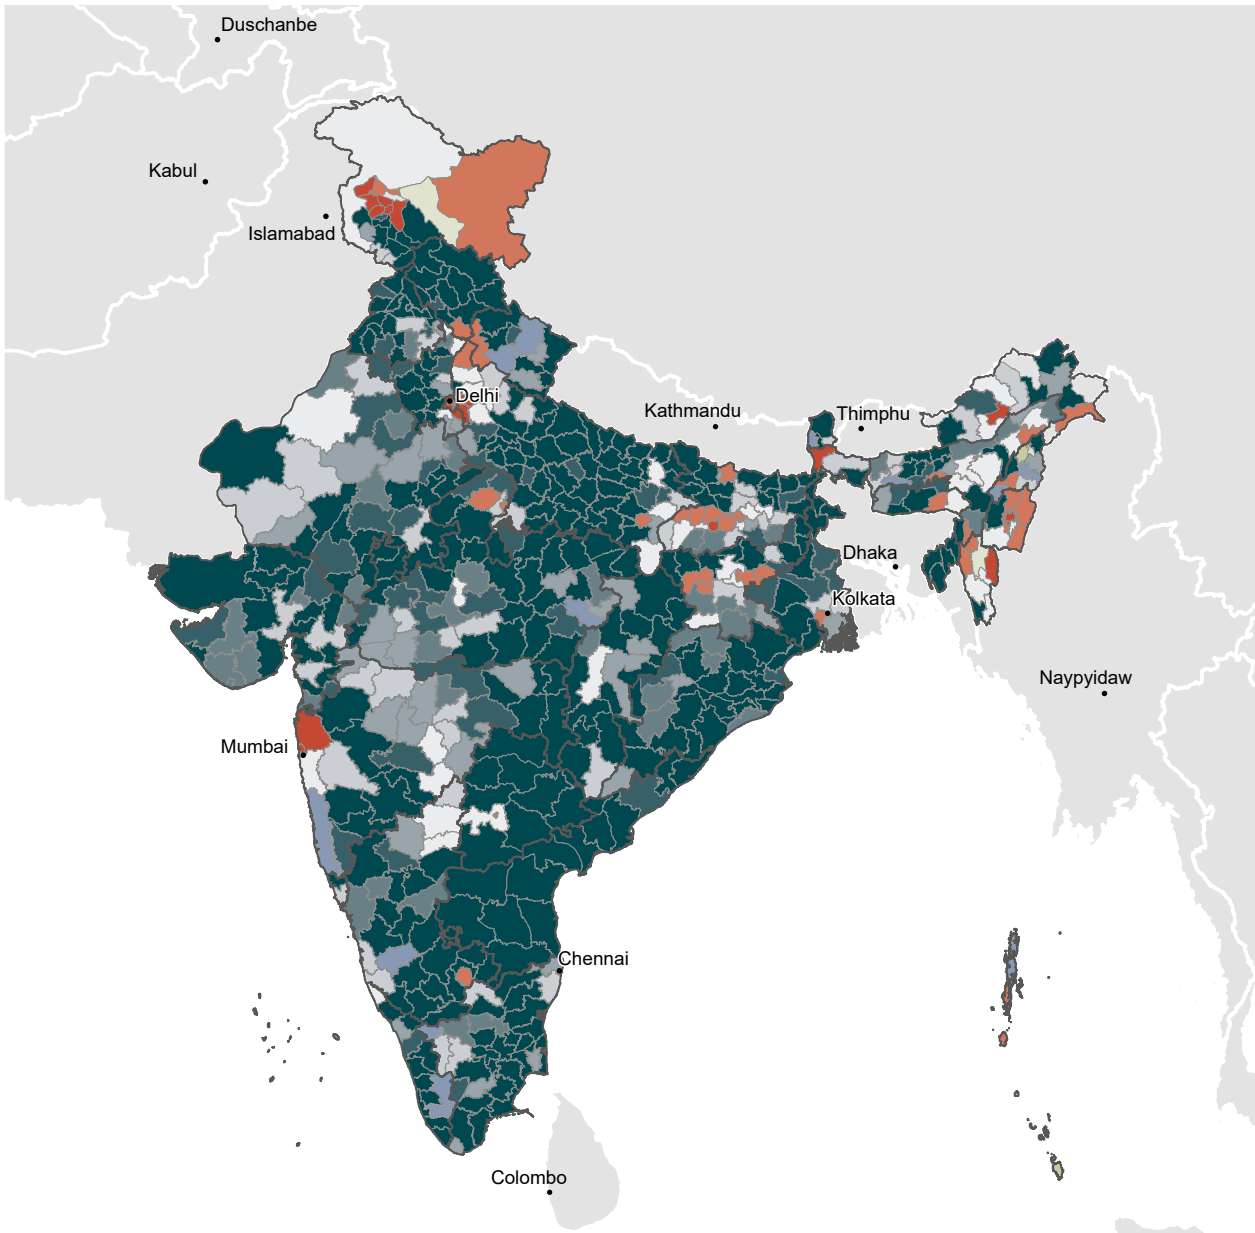 Duschanbe
Kabul
Islamabad
Delhi
Kathmandu
Thimphu
Dhaka
Kolkata
Naypyidaw
Mumbai
Chennai
Colombo